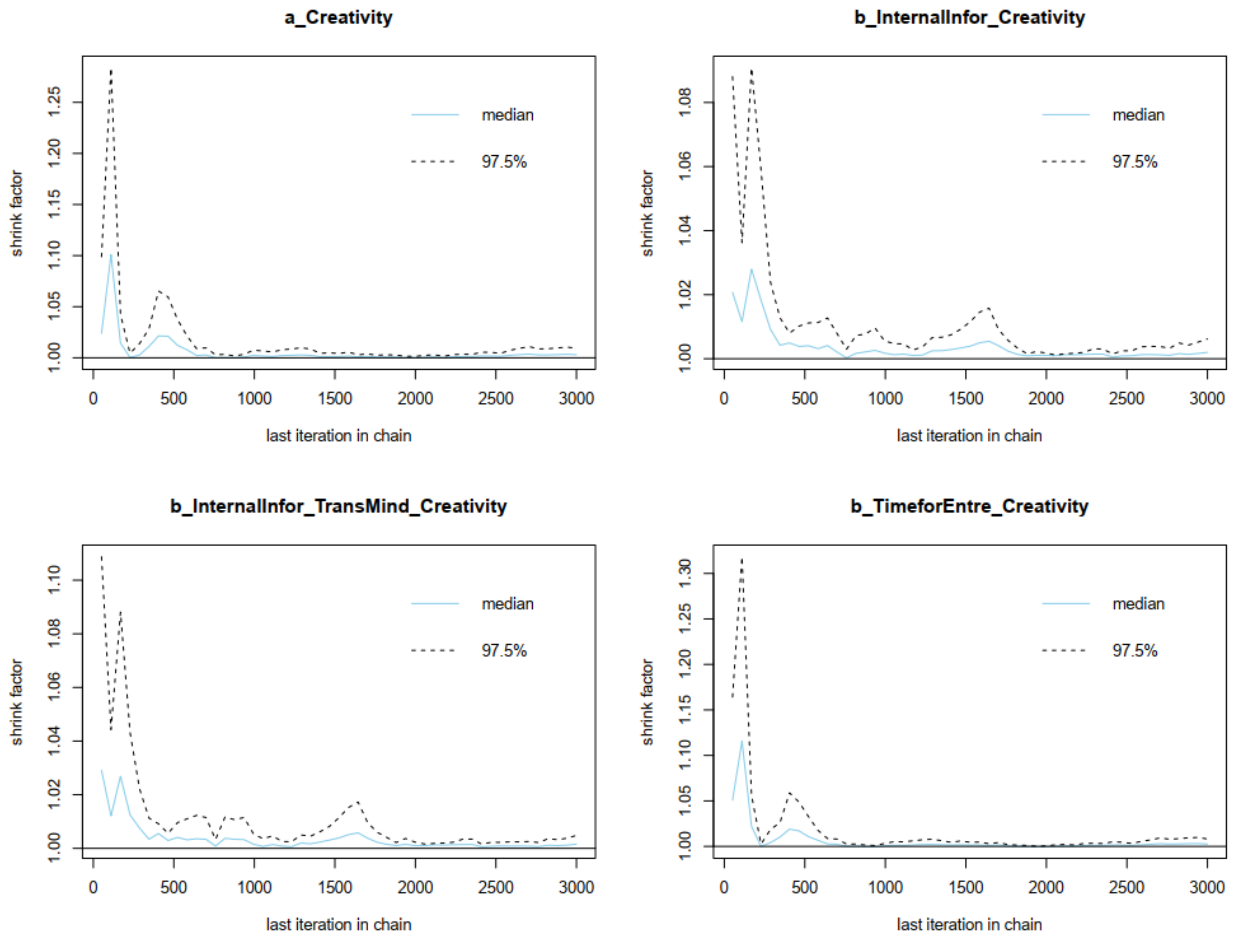 a_Creativity
shrink factor
1.00 1.05 1.10 1.15 1.20 1.25
median
97.5%
0 500 1000 1500 2000 2500 3000
last iteration in chain
b_InternalInfor_Creativity
shrink factor
1.00 1.02 1.04 1.06 1.08
median
97.5%
0 500 1000 1500 2000 2500 3000
last iteration in chain
b_InternalInfor_TransMind_Creativity
shrink factor
1.00 1.02 1.04 1.06 1.08 1.10
median
97.5%
0 500 1000 1500 2000 2500 3000
last iteration in chain
b_TimeforEntre_Creativity
shrink factor
1.00 1.05 1.10 1.15 1.20 1.25 1.30
median
97.5%
0 500 1000 1500 2000 2500 3000
last iteration in chain